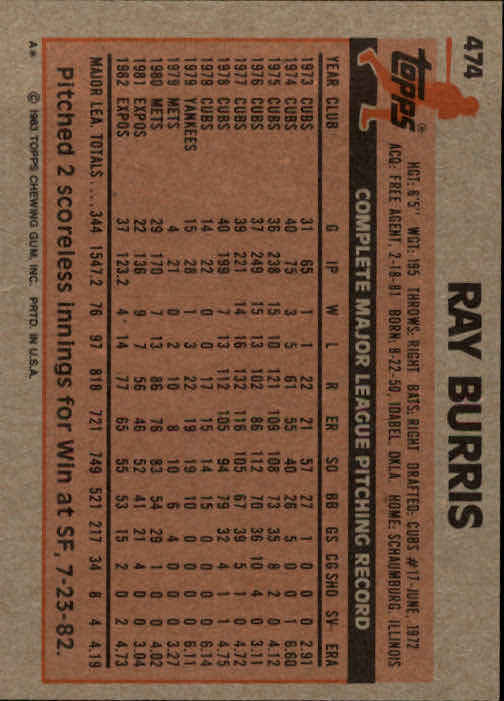 474
topps®
RAY BURRIS
HGT: 6'5" WGT: 195 THROWS: RIGHT BATS: RIGHT DRAFTED: CUBS #17-JUNE, 1972
ACQ: FREE AGENT, 2-18-81 BORN: 8-22-50, IDABEL, OKLA. HOME: SCHAUMBURG, ILLINOIS
COMPLETE MAJOR LEAGUE PITCHING RECORD
YEAR CLUB G IP W L R ER SO BB GS CG SHO SV ERA
1973 CUBS 31 65 1 1 22 21 57 27 1 0 0 0 2.91
1974 CUBS 40 75 3 5 61 55 40 26 5 0 0 1 6.60
1975 CUBS 36 238 15 10 121 109 108 73 35 8 2 0 4.12
1976 CUBS 37 249 15 13 102 86 112 70 36 10 4 0 3.11
1977 CUBS 39 221 14 16 132 116 105 67 39 5 1 0 4.72
1978 CUBS 40 199 7 13 112 105 94 79 32 4 1 1 4.75
1979 CUBS 14 22 0 0 17 15 14 15 0 0 0 0 6.14
1979 YANKEES 15 28 1 3 22 19 19 10 0 0 0 0 6.11
1979 METS 4 21 0 2 10 8 10 6 4 0 0 0 3.27
1980 METS 29 170 7 13 86 76 83 54 29 1 0 0 4.02
1981 EXPOS 22 136 9 7 56 46 52 41 21 4 0 0 3.04
1982 EXPOS 37 123.2 4 14 77 65 55 53 15 2 0 2 4.73
MAJOR LEA. TOTALS .... 344 1547.2 76 97 818 721 749 521 217 34 8 4 4.19
Pitched 2 scoreless innings for Win at SF, 7-23-82.
A* © 1983 TOPPS CHEWING GUM, INC. PRTD. IN U.S.A.